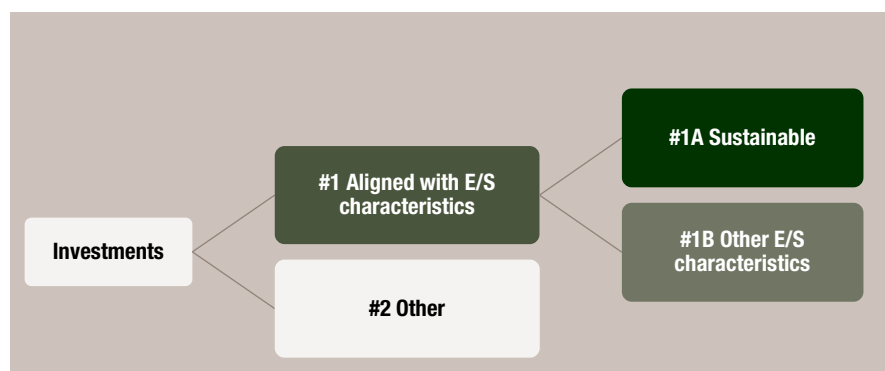 Investments
#1 Aligned with E/S
characteristics
#2 Other
#1A Sustainable
#1B Other E/S
characteristics